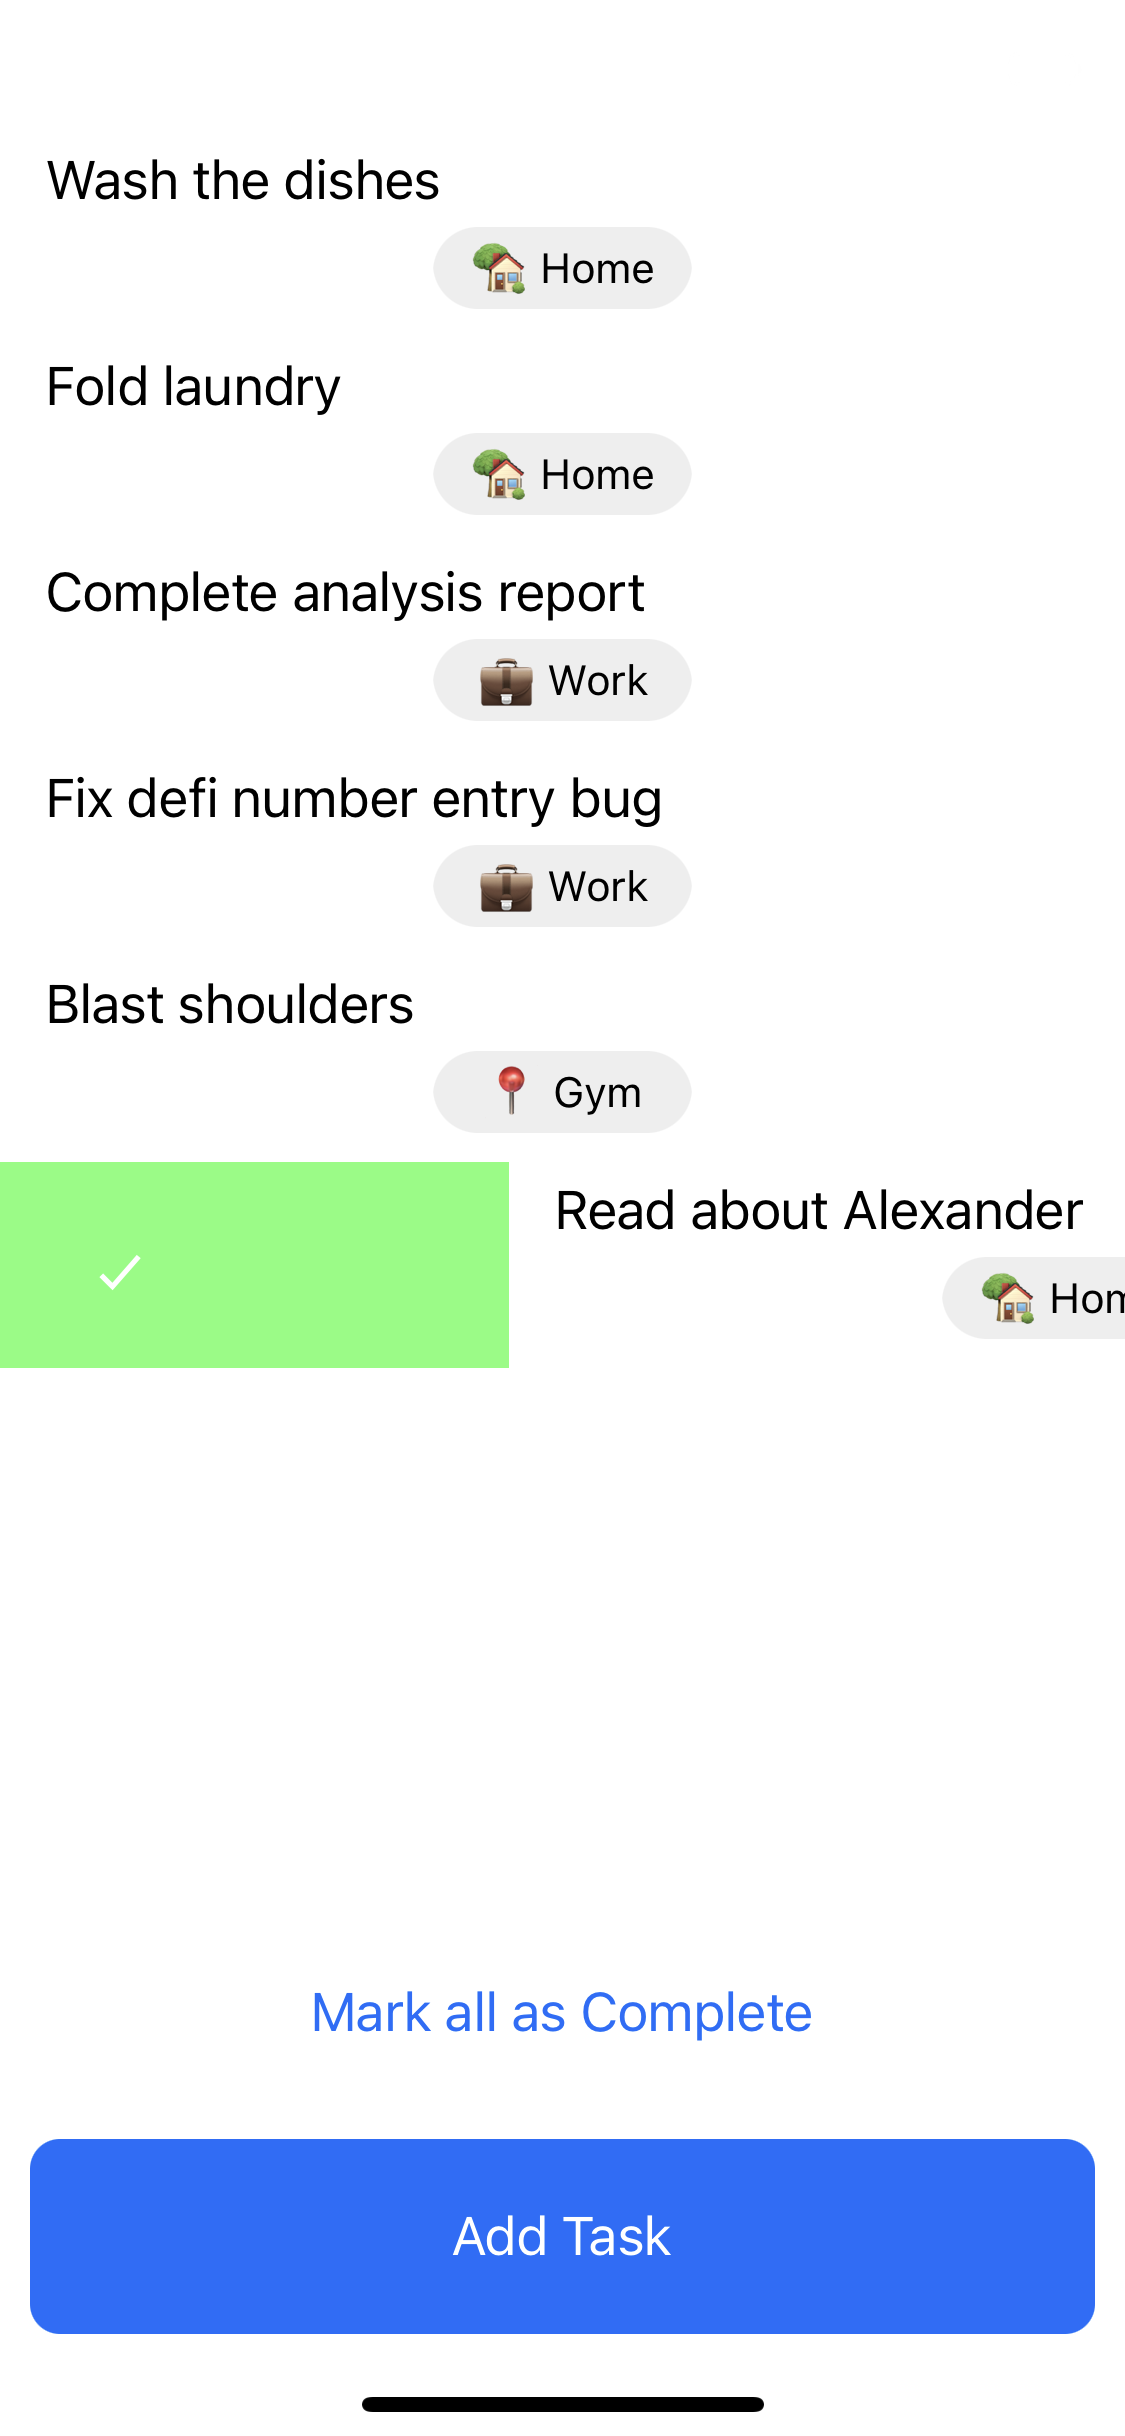 Wash the dishes
Home
Fold laundry
Home
Complete analysis report
Work
Fix defi number entry bug
Work
Blast shoulders
Gym
Read about Alexander
Hom
Mark all as Complete
Add Task